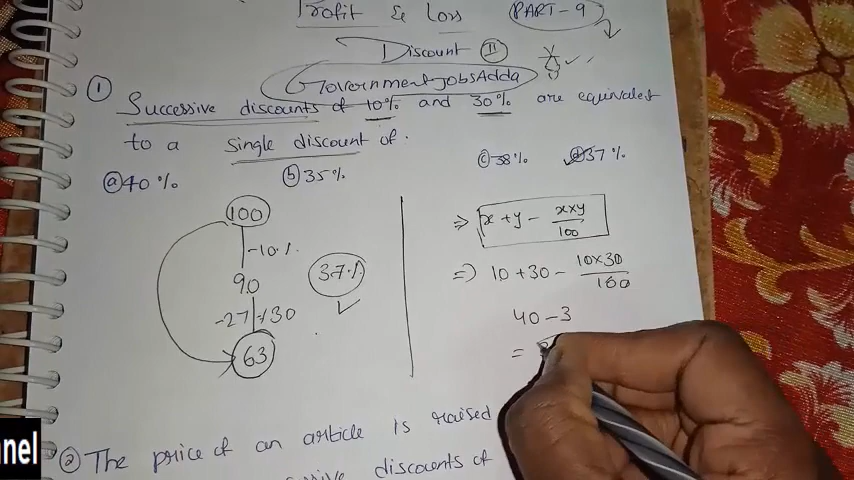 Profit & Loss PART-9
Discount II
GovernmentJobsAdda
① Successive discounts of 10% and 30% are equivalent
to a single discount of.
ⓐ 40% ⓑ 35% ⓒ 38% ⓓ 37%
100
-10%
90
37%
-27 30
63
⇒ x + y - x×y/100
⇒ 10 + 30 - 10×30/100
40 - 3
=
② The price of an article is raised
discounts of
nel